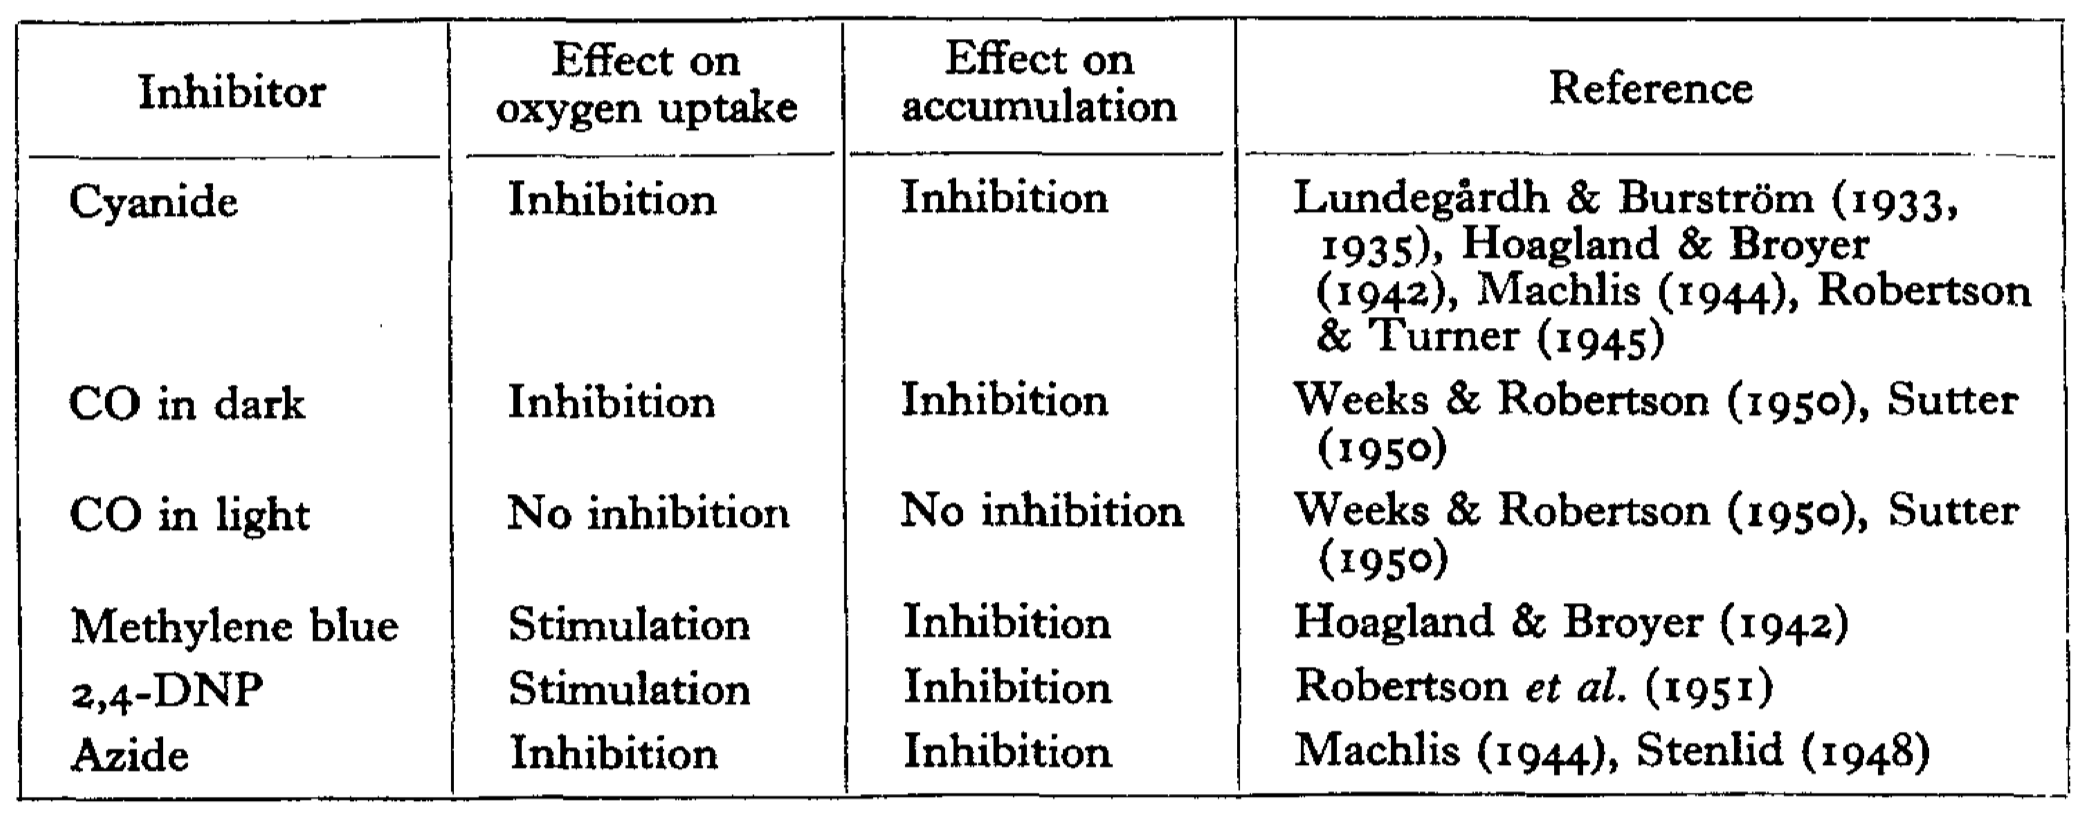 Inhibitor
Effect on
oxygen uptake
Effect on
accumulation
Reference
Cyanide Inhibition Inhibition Lundegårdh & Burström (1933,
1935), Hoagland & Broyer
(1942), Machlis (1944), Robertson
& Turner (1945)
CO in dark Inhibition Inhibition Weeks & Robertson (1950), Sutter
(1950)
CO in light No inhibition No inhibition Weeks & Robertson (1950), Sutter
(1950)
Methylene blue Stimulation Inhibition Hoagland & Broyer (1942)
2,4-DNP Stimulation Inhibition Robertson et al. (1951)
Azide Inhibition Inhibition Machlis (1944), Stenlid (1948)